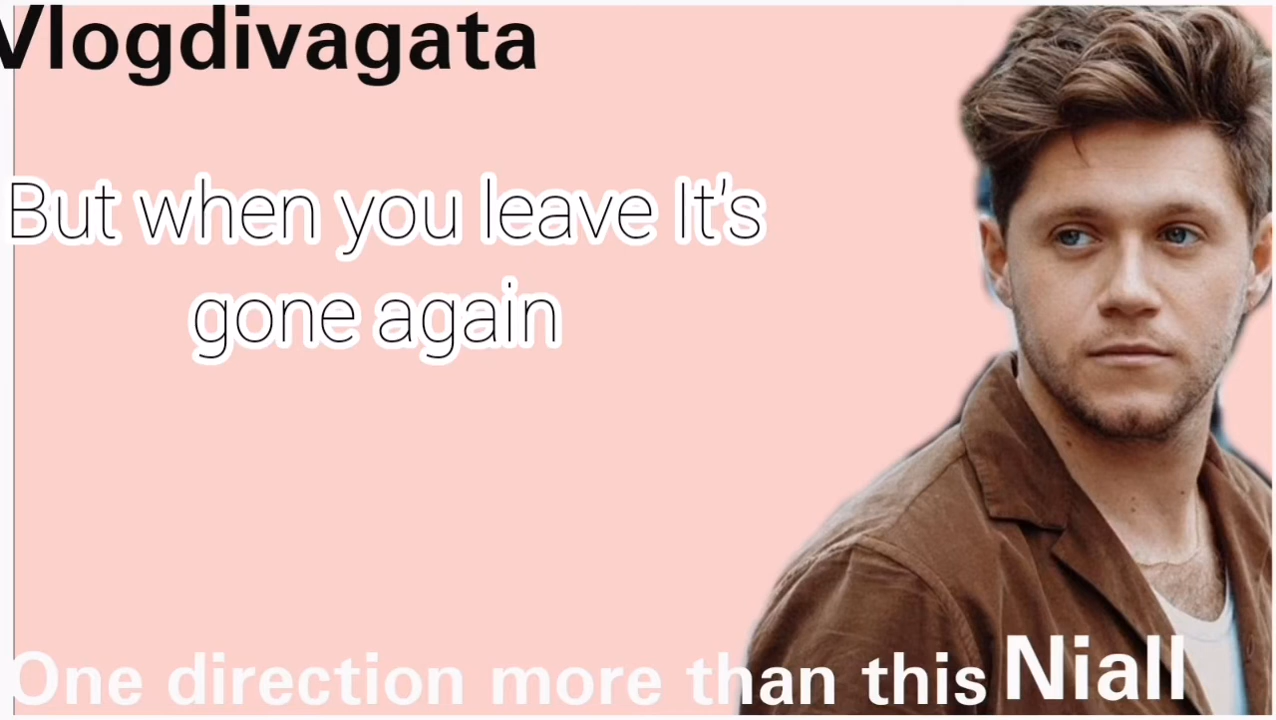 Vlogdivagata
But when you leave It's
gone again
One direction more than this Niall